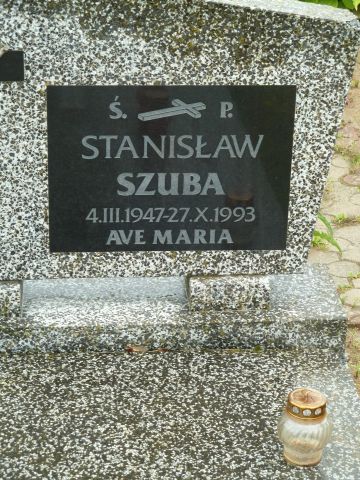 Ś. P.
STANISŁAW
SZUBA
4.III.1947-27.X.1993
AVE MARIA